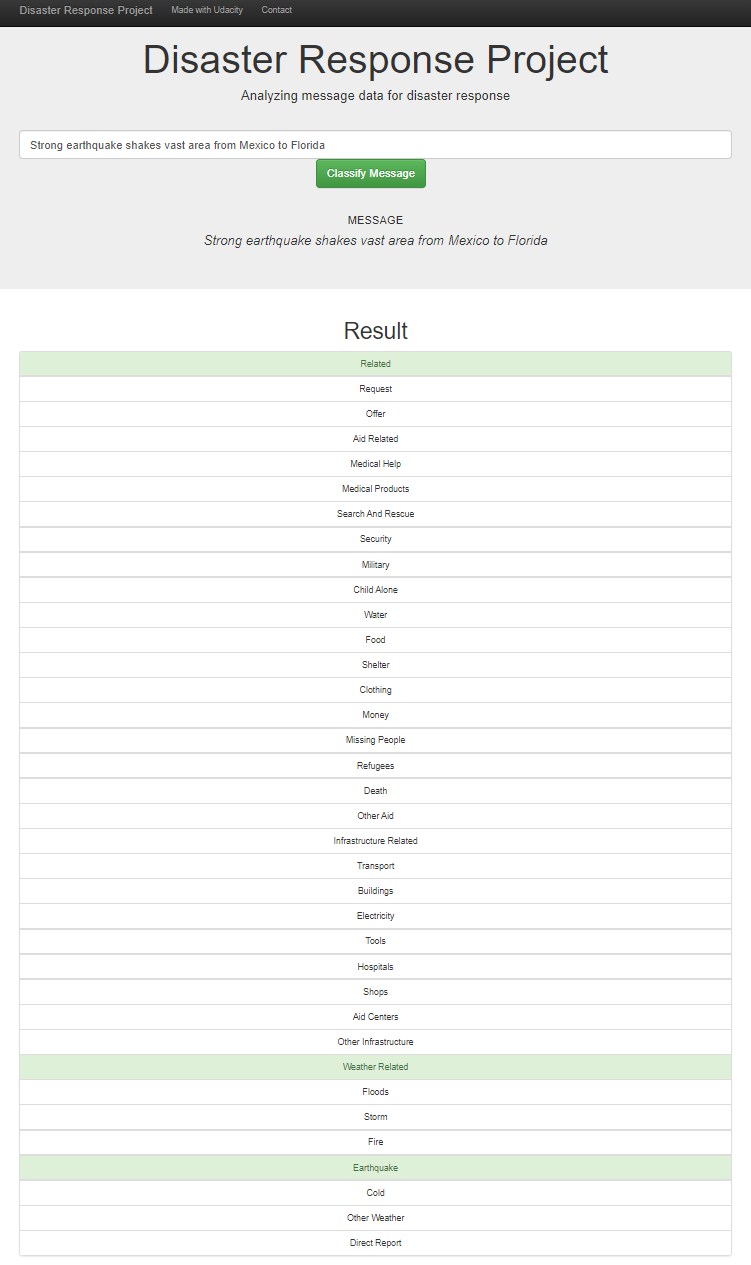 Disaster Response Project Made with Udacity Contact
Disaster Response Project
Analyzing message data for disaster response
Strong earthquake shakes vast area from Mexico to Florida
Classify Message
MESSAGE
Strong earthquake shakes vast area from Mexico to Florida
Result
Related
Request
Offer
Aid Related
Medical Help
Medical Products
Search And Rescue
Security
Military
Child Alone
Water
Food
Shelter
Clothing
Money
Missing People
Refugees
Death
Other Aid
Infrastructure Related
Transport
Buildings
Electricity
Tools
Hospitals
Shops
Aid Centers
Other Infrastructure
Weather Related
Floods
Storm
Fire
Earthquake
Cold
Other Weather
Direct Report